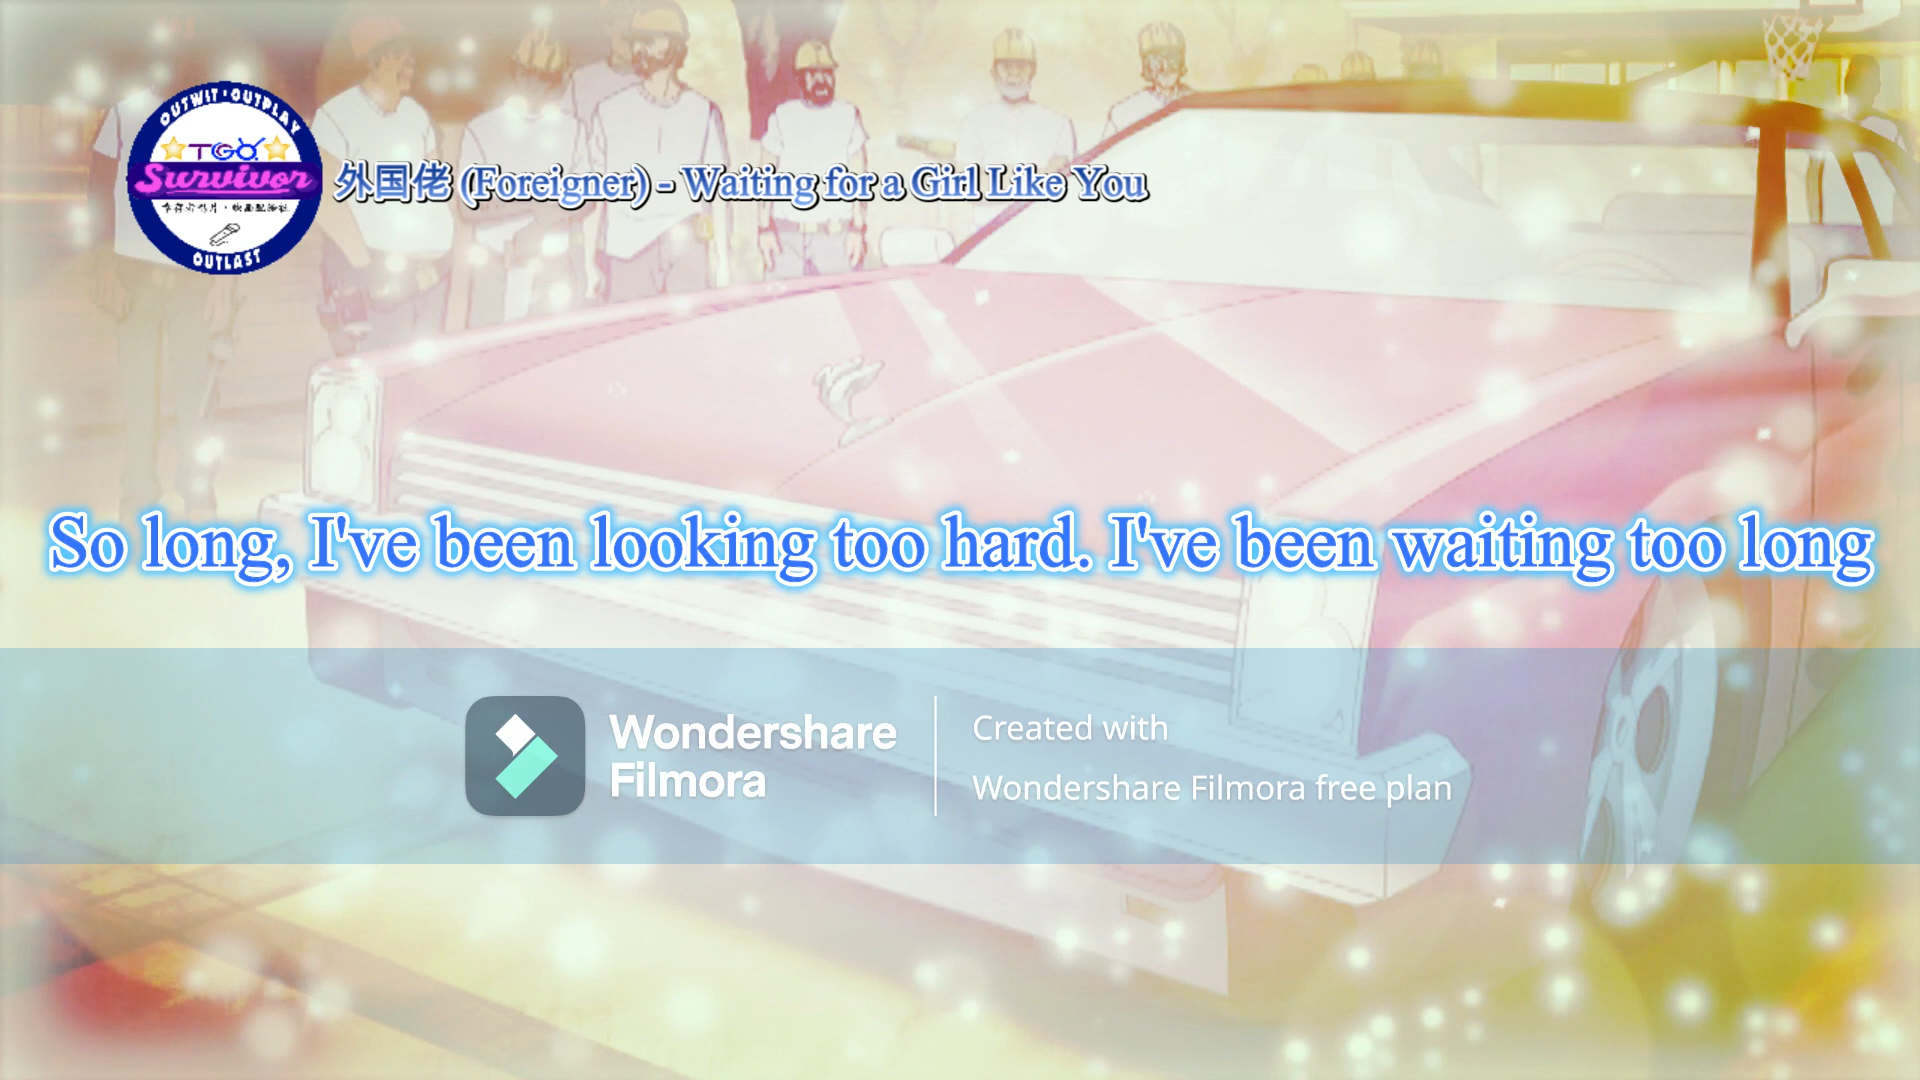 OUTWIT · OUTPLAY
TGO
Survivor
OUTLAST
外国佬 (Foreigner) - Waiting for a Girl Like You
So long, I've been looking too hard. I've been waiting too long
Wondershare
Filmora
Created with
Wondershare Filmora free plan